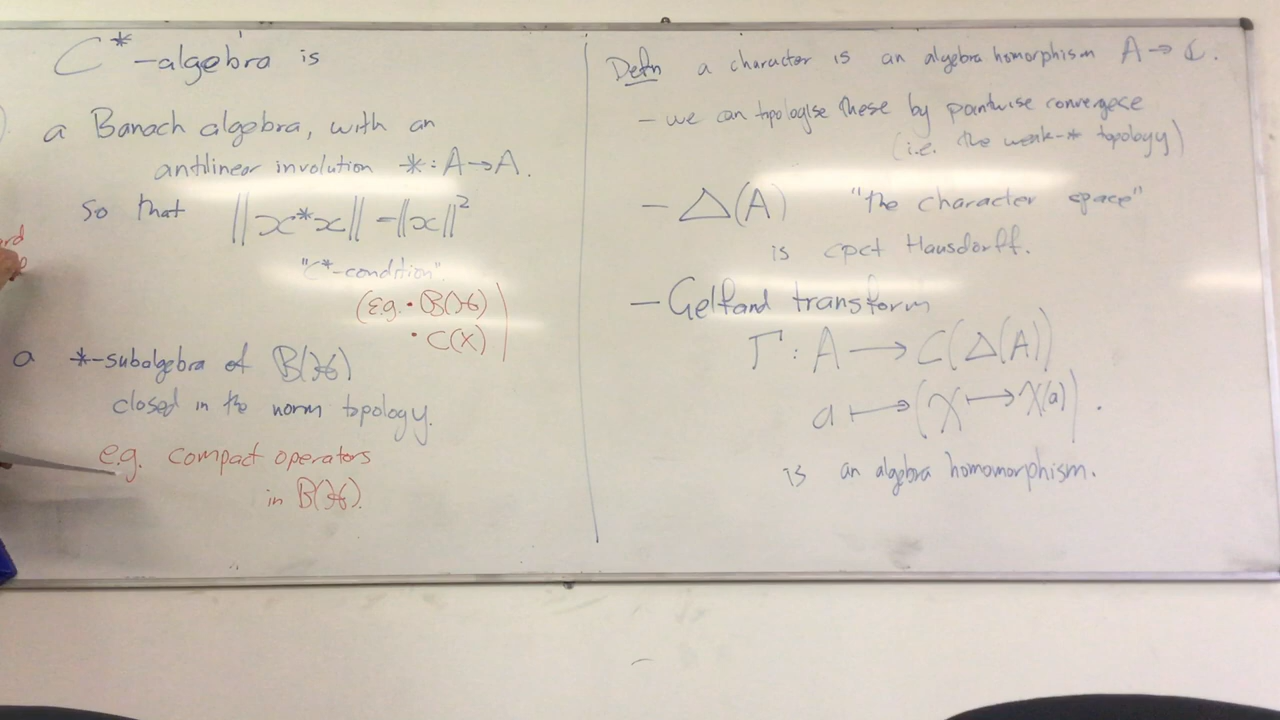 C*-algebra is
a Banach algebra, with an
antilinear involution *: A→A.
so that ||x*x|| = ||x||²
"C*-condition".
(E.g. • B(H)
• C(X)
a *-subalgebra of B(H)
closed in the norm topology.
e.g. compact operators
in B(H).
Defn a character is an algebra homorphism A → ℂ.
- we can topologise these by pointwise convergece
(i.e. the weak-* topology)
- Δ(A) "the character space"
is cpct Hausdorff.
- Gelfand transform
Γ : A → C(Δ(A))
a ↦ (χ ↦ χ(a)).
is an algebra homomorphism.